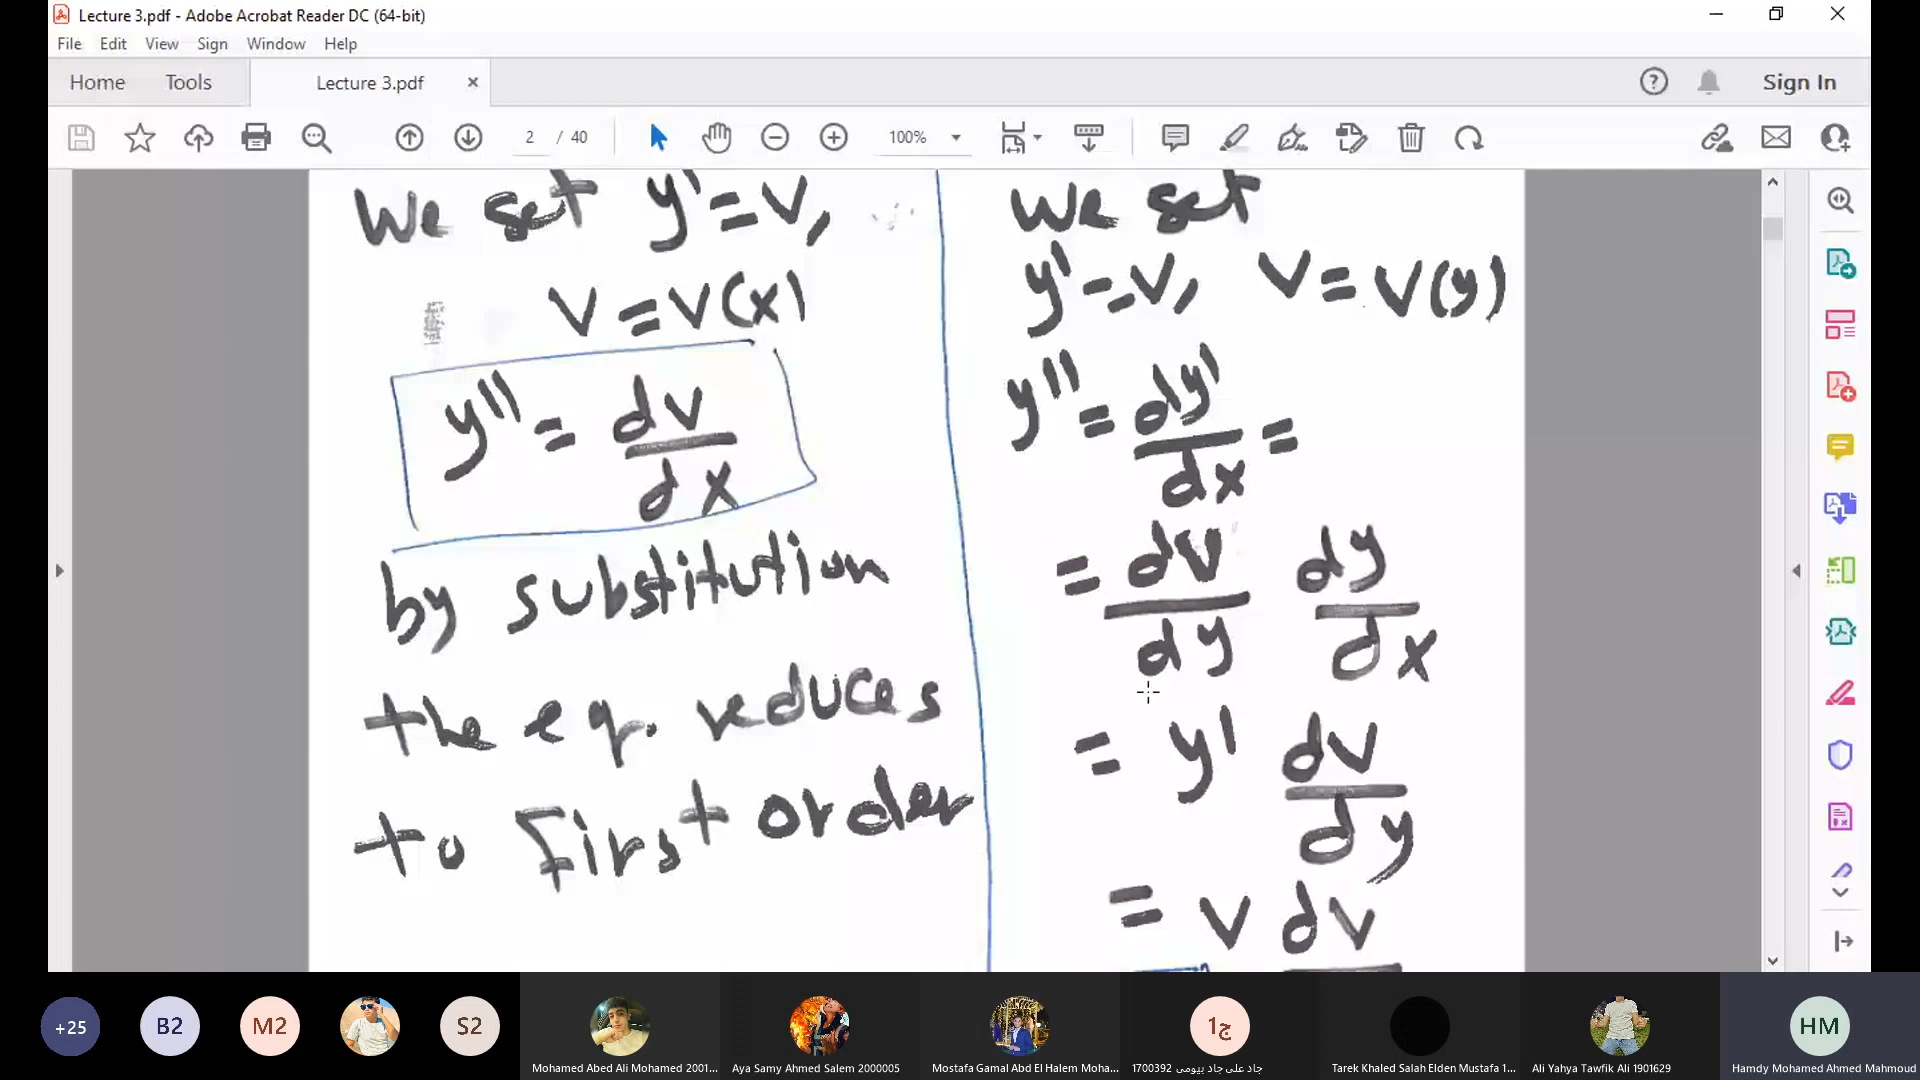 Lecture 3.pdf - Adobe Acrobat Reader DC (64-bit)
File Edit View Sign Window Help
Home Tools Lecture 3.pdf × Sign In
2 / 40 100%
We set y' = v,
v = v(x)
y'' = dv/dx
by substitution
the eq. reduces
to first order
We set
y' = v, v = v(y)
y'' = dy'/dx =
= dv/dy dy/dx
= y' dv/dy
= v dv
+25
B2
M2
S2
Mohamed Abed Ali Mohamed 2001...
Aya Samy Ahmed Salem 2000005
Mostafa Gamal Abd El Halem Moha...
ج1
جاد على جاد بيومى 1700392
Tarek Khaled Salah Elden Mustafa 1...
Ali Yahya Tawfik Ali 1901629
HM
Hamdy Mohamed Ahmed Mahmoud